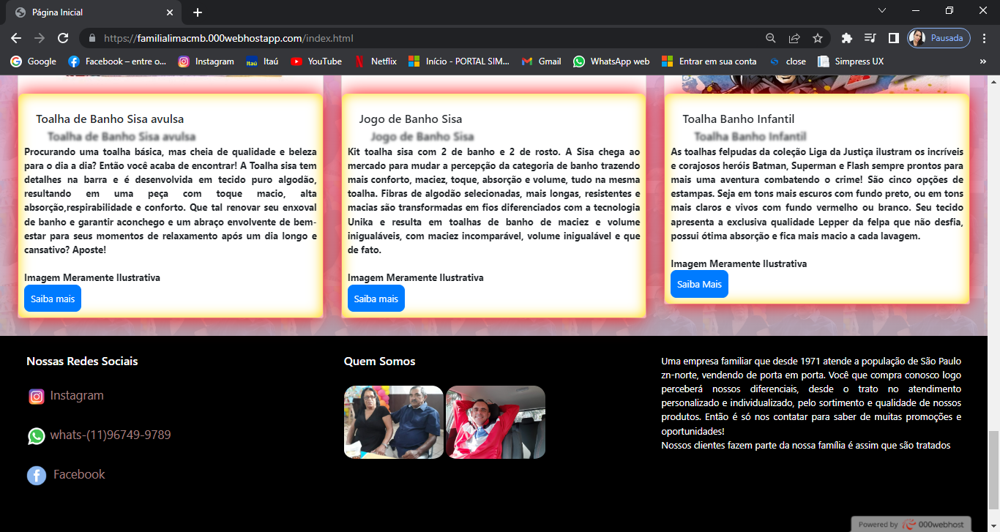 Página Inicial
https://familialimacmb.000webhostapp.com/index.html
Pausada
Google
Facebook – entre o...
Instagram
Itaú
YouTube
Netflix
Início - PORTAL SIM...
Gmail
WhatsApp web
Entrar em sua conta
close
Simpress UX
»
Toalha de Banho Sisa avulsa
Toalha de Banho Sisa avulsa
Procurando uma toalha básica, mas cheia de qualidade e beleza
para o dia a dia? Então você acaba de encontrar! A Toalha sisa tem
detalhes na barra e é desenvolvida em tecido puro algodão,
resultando em uma peça com toque macio, alta
absorção,respirabilidade e conforto. Que tal renovar seu enxoval
de banho e garantir aconchego e um abraço envolvente de bem-
estar para seus momentos de relaxamento após um dia longo e
cansativo? Aposte!
Imagem Meramente Ilustrativa
Saiba mais
Jogo de Banho Sisa
Jogo de Banho Sisa
Kit toalha sisa com 2 de banho e 2 de rosto. A Sisa chega ao
mercado para mudar a percepção da categoria de banho trazendo
mais conforto, maciez, toque, absorção e volume, tudo na mesma
toalha. Fibras de algodão selecionadas, mais longas, resistentes e
macias são transformadas em fios diferenciados com a tecnologia
Unika e resulta em toalhas de banho de maciez e volume
inigualáveis, com maciez incomparável, volume inigualável e que
de fato.
Imagem Meramente Ilustrativa
Saiba mais
Toalha Banho Infantil
Toalha Banho Infantil
As toalhas felpudas da coleção Liga da Justiça ilustram os incríveis
e corajosos heróis Batman, Superman e Flash sempre prontos para
mais uma aventura combatendo o crime! São cinco opções de
estampas. Seja em tons mais escuros com fundo preto, ou em tons
mais claros e vivos com fundo vermelho ou branco. Seu tecido
apresenta a exclusiva qualidade Lepper da felpa que não desfia,
possui ótima absorção e fica mais macio a cada lavagem.
Imagem Meramente Ilustrativa
Saiba Mais
Nossas Redes Sociais
Instagram
whats-(11)96749-9789
Facebook
Quem Somos
Uma empresa familiar que desde 1971 atende a população de São Paulo
zn-norte, vendendo de porta em porta. Você que compra conosco logo
perceberá nossos diferenciais, desde o trato no atendimento
personalizado e individualizado, pelo sortimento e qualidade de nossos
produtos. Então é só nos contatar para saber de muitas promoções e
oportunidades!
Nossos clientes fazem parte da nossa família é assim que são tratados
Powered by 000webhost